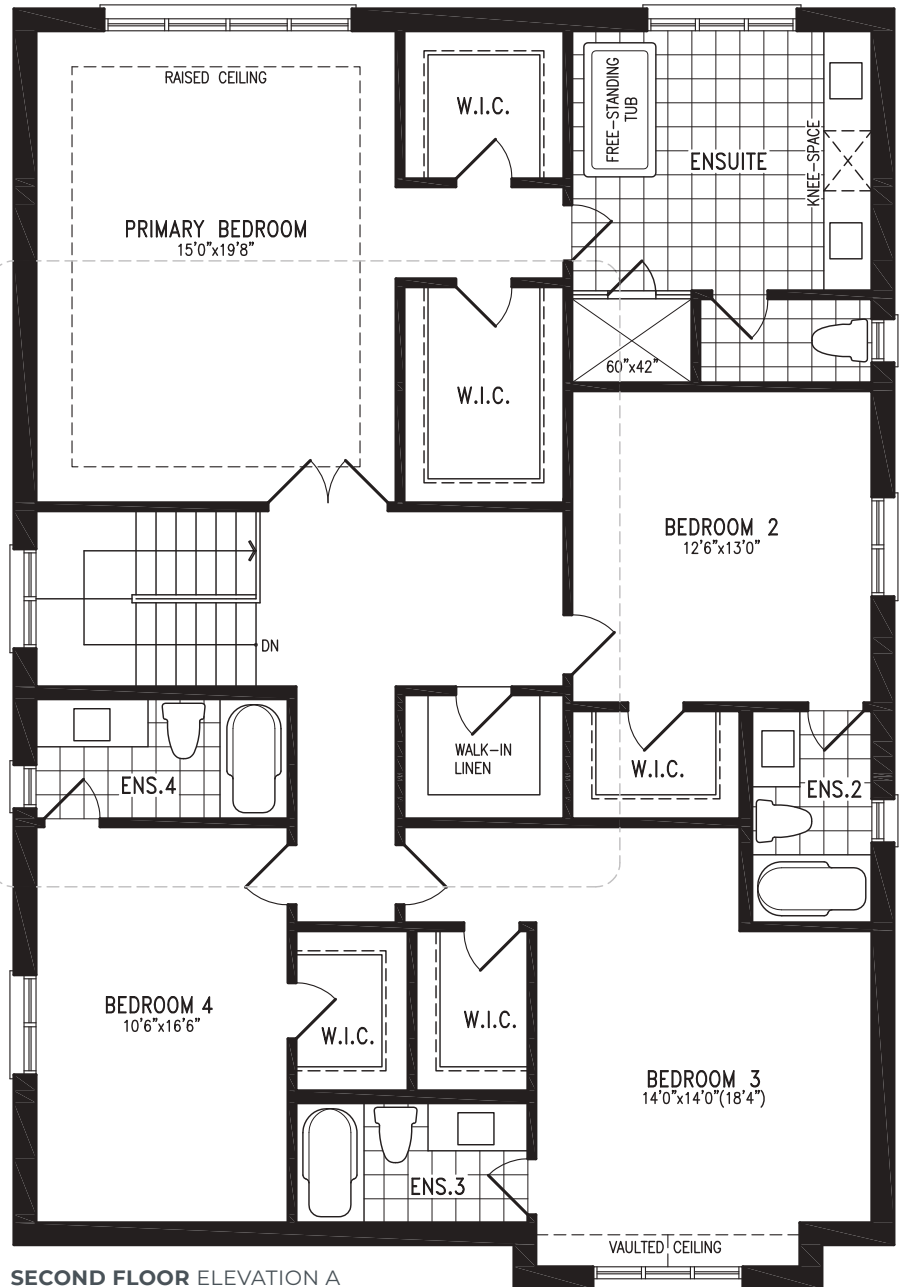 RAISED CEILING
W.I.C.
FREE-STANDING
TUB
ENSUITE
KNEE-SPACE
PRIMARY BEDROOM
15'0"x19'8"
60"x42"
W.I.C.
BEDROOM 2
12'6"x13'0"
DN
WALK-IN
LINEN
W.I.C.
ENS.4
ENS.2
BEDROOM 4
10'6"x16'6"
W.I.C.
W.I.C.
BEDROOM 3
14'0"x14'0"(18'4")
ENS.3
VAULTED CEILING
SECOND FLOOR ELEVATION A